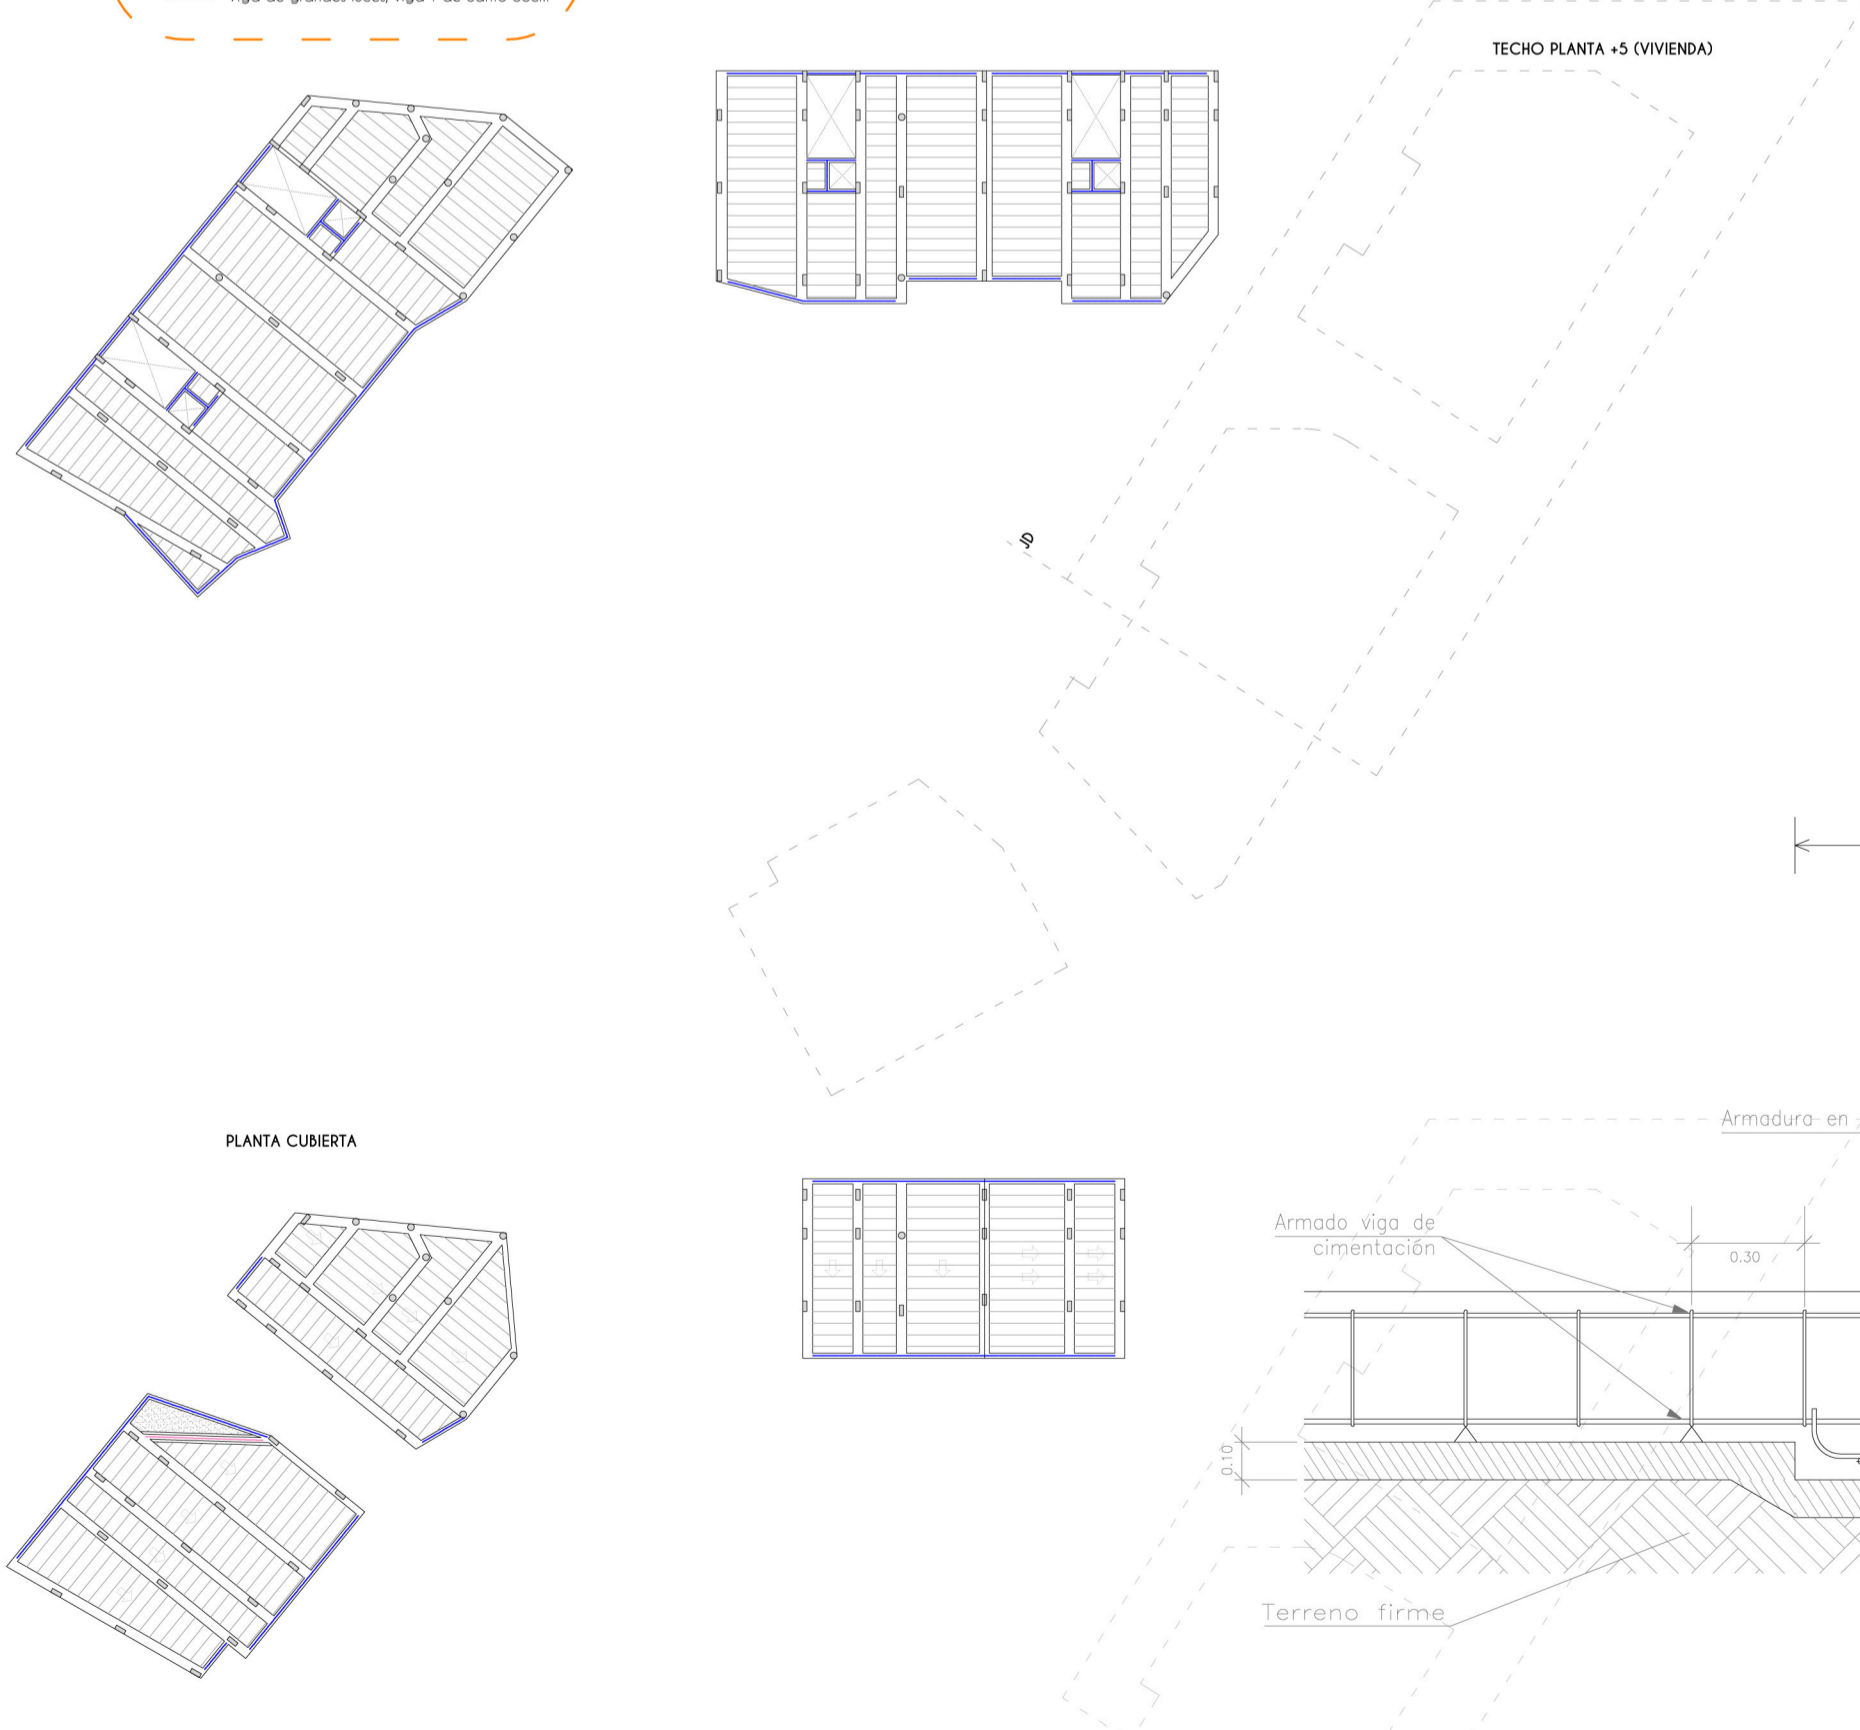 TECHO PLANTA +5 (VIVIENDA)
JD
PLANTA CUBIERTA
Armadura en
Armado viga de
cimentación
0.30
0.10
Terreno firme